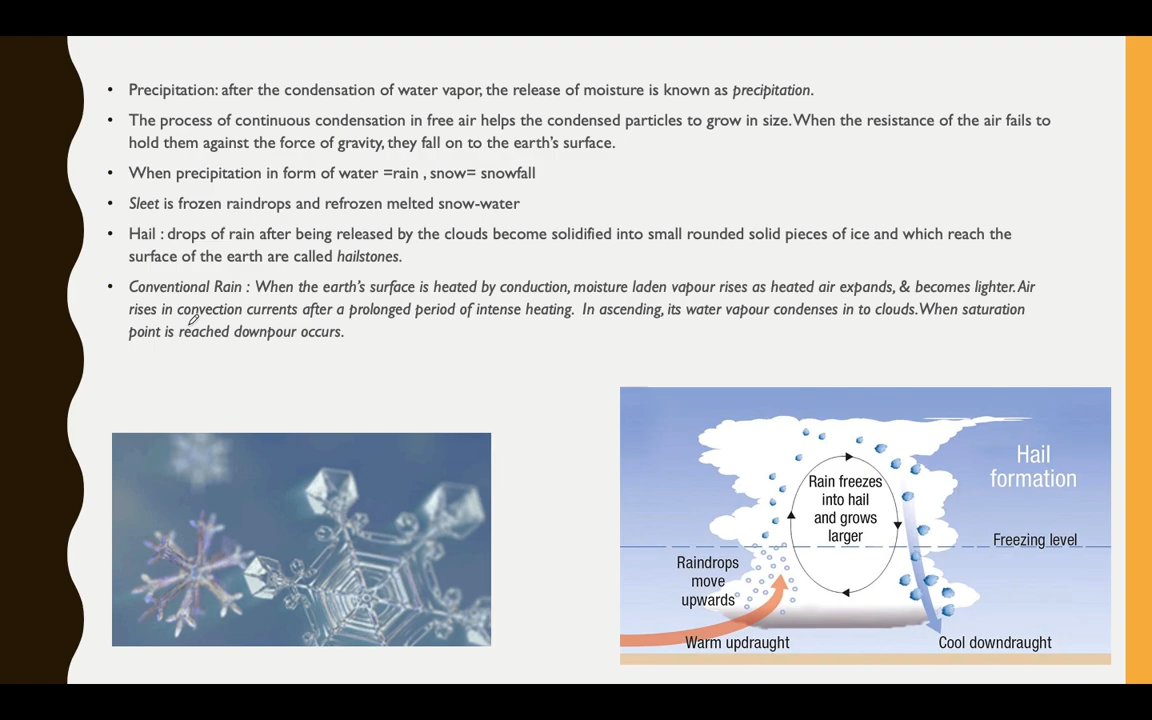 • Precipitation: after the condensation of water vapor, the release of moisture is known as precipitation.
• The process of continuous condensation in free air helps the condensed particles to grow in size. When the resistance of the air fails to
hold them against the force of gravity, they fall on to the earth's surface.
• When precipitation in form of water =rain , snow= snowfall
• Sleet is frozen raindrops and refrozen melted snow-water
• Hail : drops of rain after being released by the clouds become solidified into small rounded solid pieces of ice and which reach the
surface of the earth are called hailstones.
• Conventional Rain : When the earth's surface is heated by conduction, moisture laden vapour rises as heated air expands, & becomes lighter. Air
rises in convection currents after a prolonged period of intense heating. In ascending, its water vapour condenses in to clouds. When saturation
point is reached downpour occurs.
Hail
formation
Rain freezes
into hail
and grows
larger
Freezing level
Raindrops
move
upwards
Warm updraught
Cool downdraught